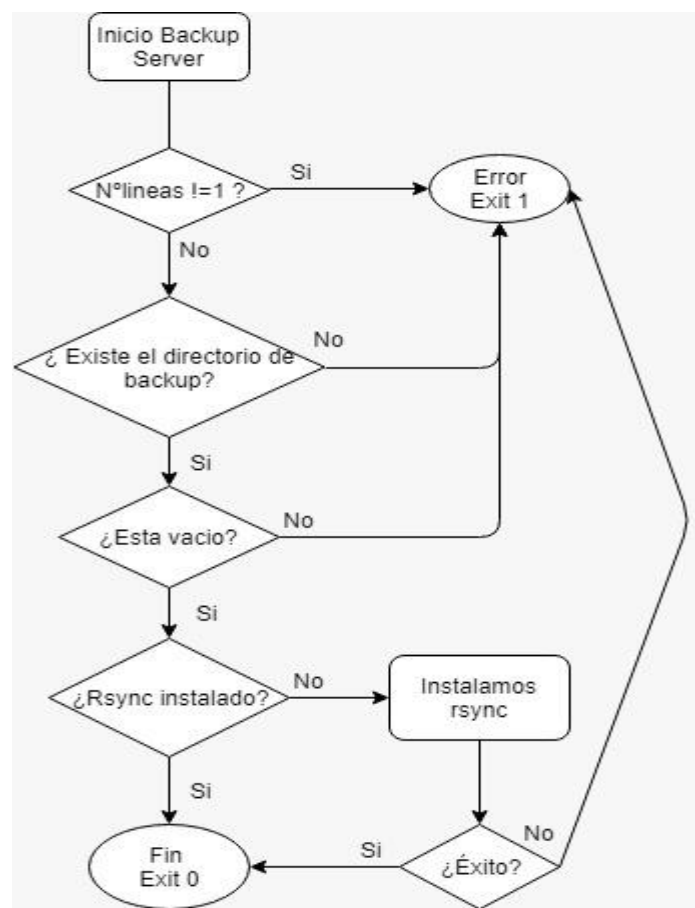 Inicio Backup
Server
Nºlineas !=1 ?
Si
Error
Exit 1
No
¿ Existe el directorio de
backup?
No
Si
¿Esta vacio?
No
Si
¿Rsync instalado?
No
Instalamos
rsync
Si
Fin
Exit 0
Si
¿Éxito?
No